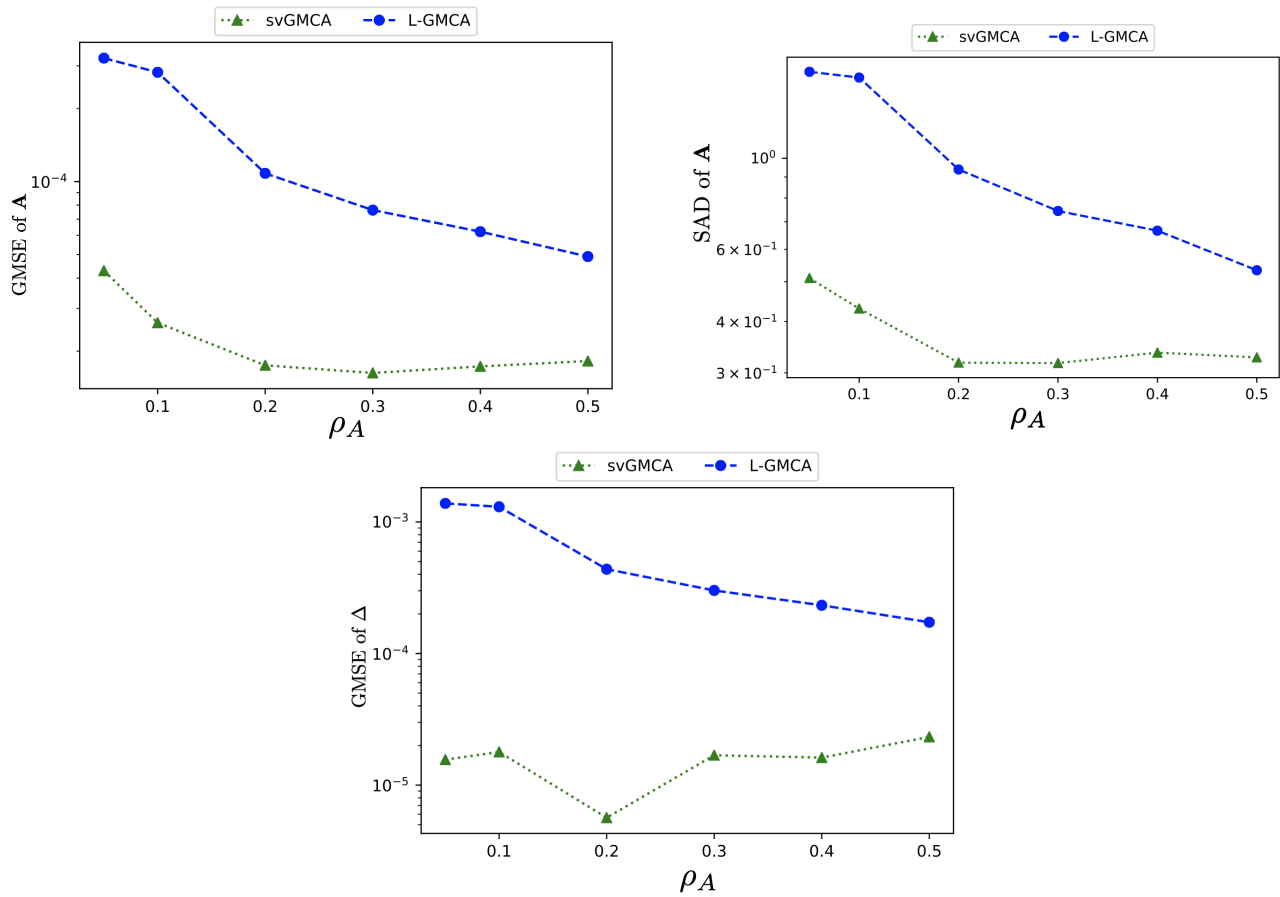 svGMCA L-GMCA
GMSE of A
10⁻⁴
0.1 0.2 0.3 0.4 0.5
ρ_A
svGMCA L-GMCA
SAD of A
10⁰
6 × 10⁻¹
4 × 10⁻¹
3 × 10⁻¹
0.1 0.2 0.3 0.4 0.5
ρ_A
svGMCA L-GMCA
GMSE of Δ
10⁻³
10⁻⁴
10⁻⁵
0.1 0.2 0.3 0.4 0.5
ρ_A